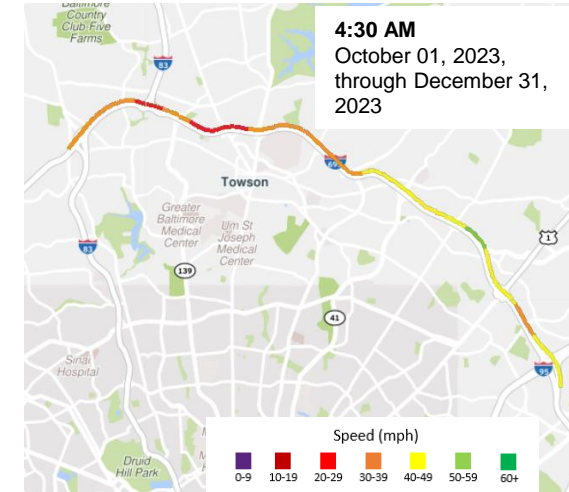 Baltimore
Country
Club-Five
Farms
4:30 AM
October 01, 2023,
through December 31,
2023
83
Towson
695
Greater
Baltimore
Medical
Center
Um St
Joseph
Medical
Center
1
83
139
41
Sinai
Hospital
95
Druid
Hill Park
Speed (mph)
0-9 10-19 20-29 30-39 40-49 50-59 60+